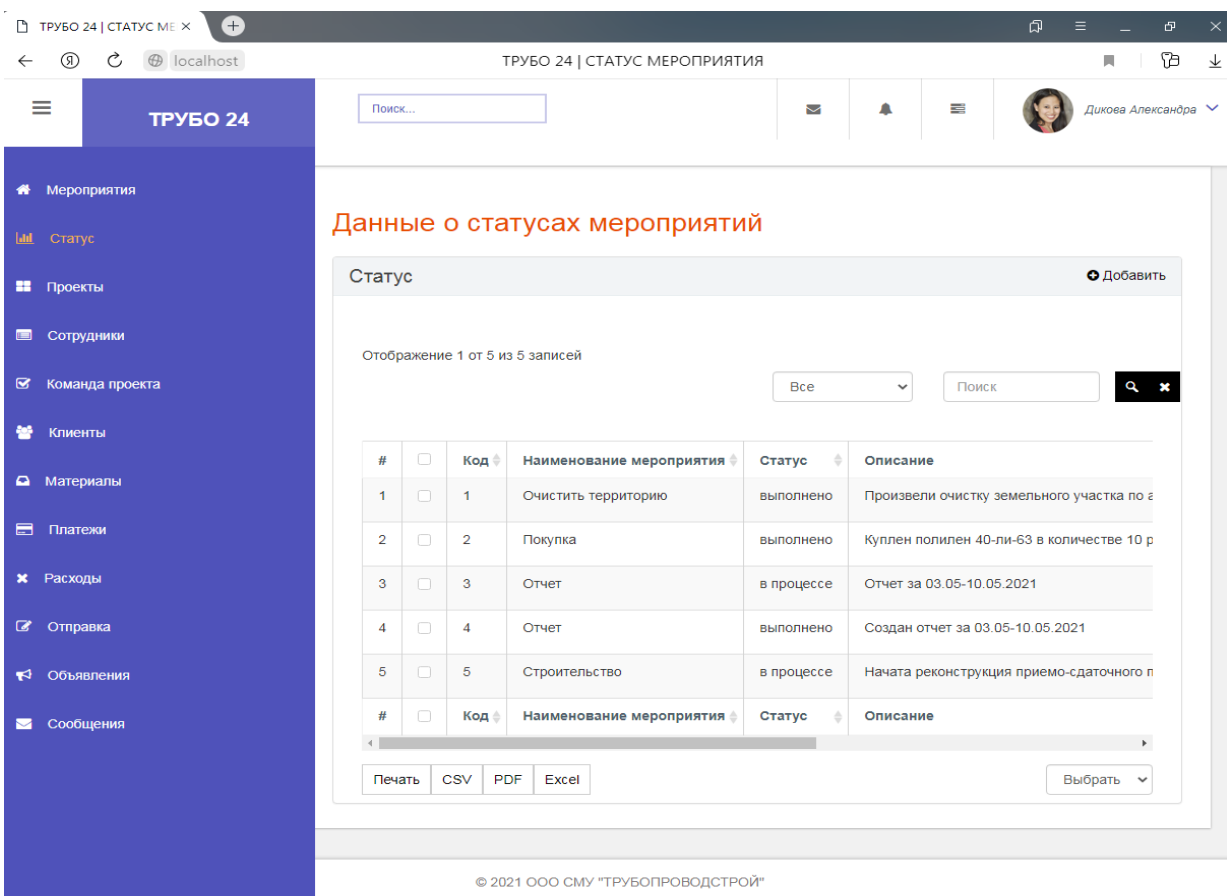 ТРУБО 24 | СТАТУС МЕ
localhost
ТРУБО 24 | СТАТУС МЕРОПРИЯТИЯ
ТРУБО 24
Поиск...
Дикова Александра
Мероприятия
Статус
Проекты
Сотрудники
Команда проекта
Клиенты
Материалы
Платежи
Расходы
Отправка
Объявления
Сообщения
Данные о статусах мероприятий
Статус
Добавить
Отображение 1 от 5 из 5 записей
Все
Поиск
# Код Наименование мероприятия Статус Описание
1 1 Очистить территорию выполнено Произвели очистку земельного участка по а
2 2 Покупка выполнено Куплен полилен 40-ли-63 в количестве 10 р
3 3 Отчет в процессе Отчет за 03.05-10.05.2021
4 4 Отчет выполнено Создан отчет за 03.05-10.05.2021
5 5 Строительство в процессе Начата реконструкция приемо-сдаточного п
# Код Наименование мероприятия Статус Описание
Печать CSV PDF Excel
Выбрать
© 2021 ООО СМУ "ТРУБОПРОВОДСТРОЙ"